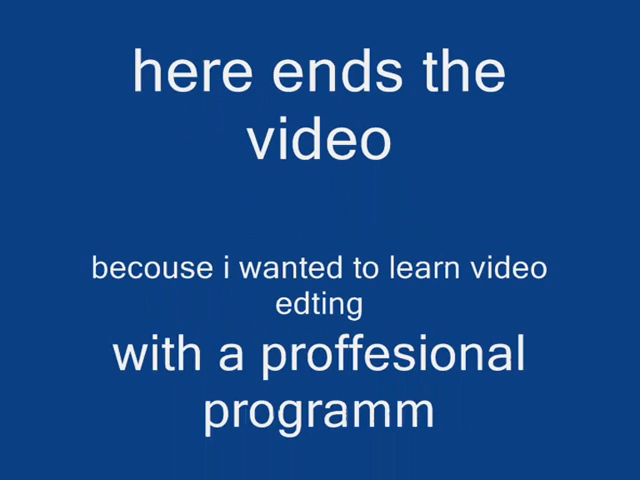 here ends the
video
becouse i wanted to learn video
edting
with a proffesional
programm